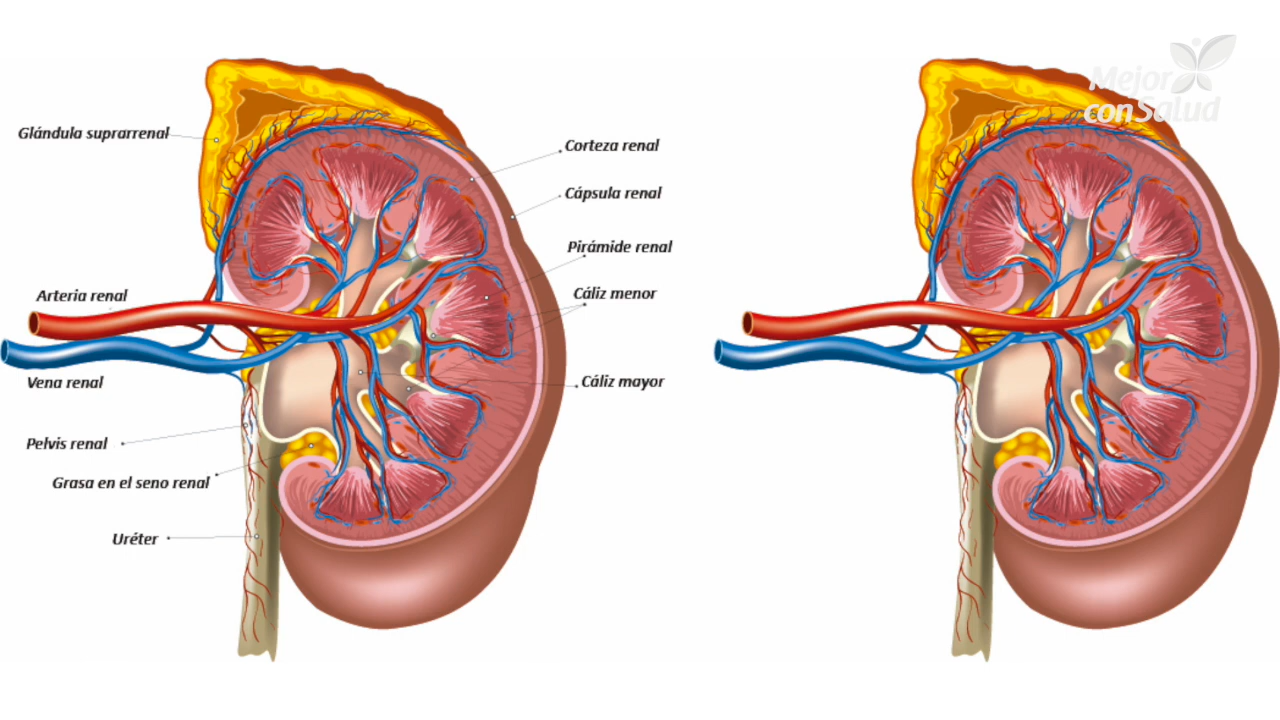 Mejor
conSalud
Glándula suprarrenal
Corteza renal
Cápsula renal
Pirámide renal
Arteria renal
Cáliz menor
Vena renal
Cáliz mayor
Pelvis renal
Grasa en el seno renal
Uréter